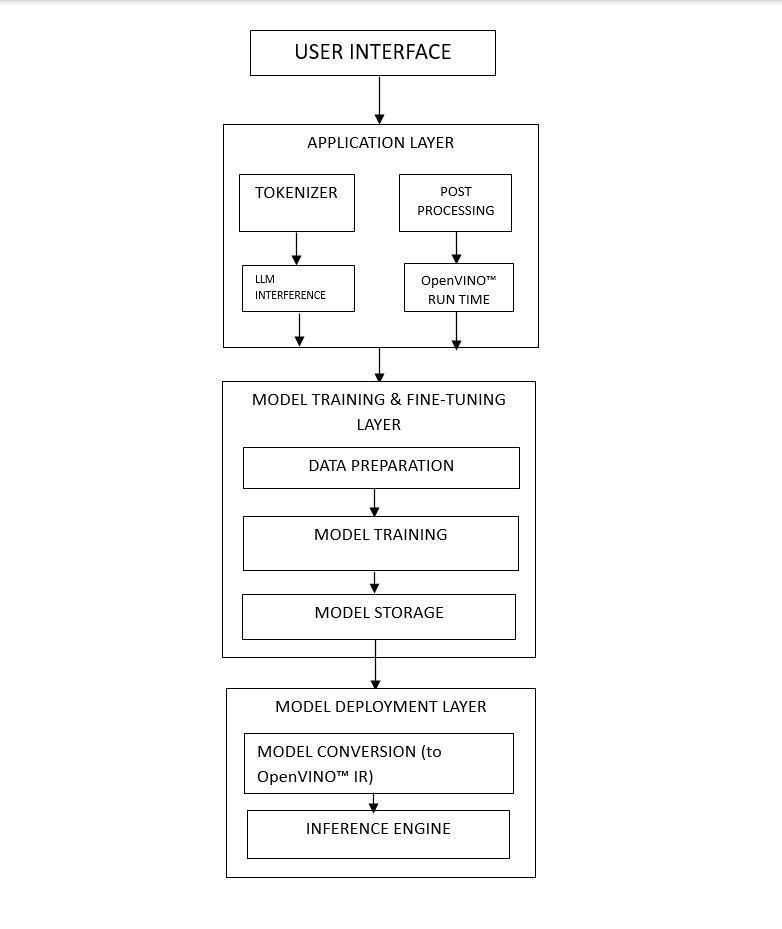 USER INTERFACE
APPLICATION LAYER
TOKENIZER
LLM
INTERFERENCE
POST
PROCESSING
OpenVINO™
RUN TIME
MODEL TRAINING & FINE-TUNING
LAYER
DATA PREPARATION
MODEL TRAINING
MODEL STORAGE
MODEL DEPLOYMENT LAYER
MODEL CONVERSION (to
OpenVINO™ IR)
INFERENCE ENGINE